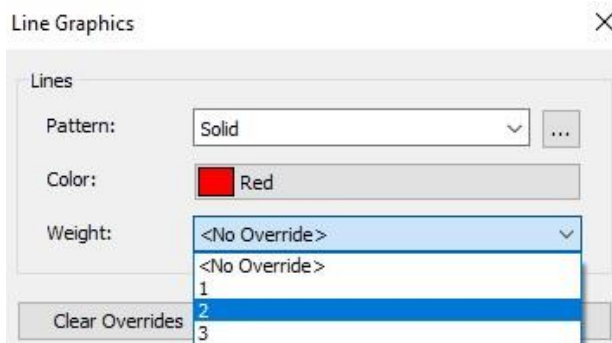 Line Graphics
Lines
Pattern: Solid ...
Color: Red
Weight: <No Override>
<No Override>
1
2
Clear Overrides
3